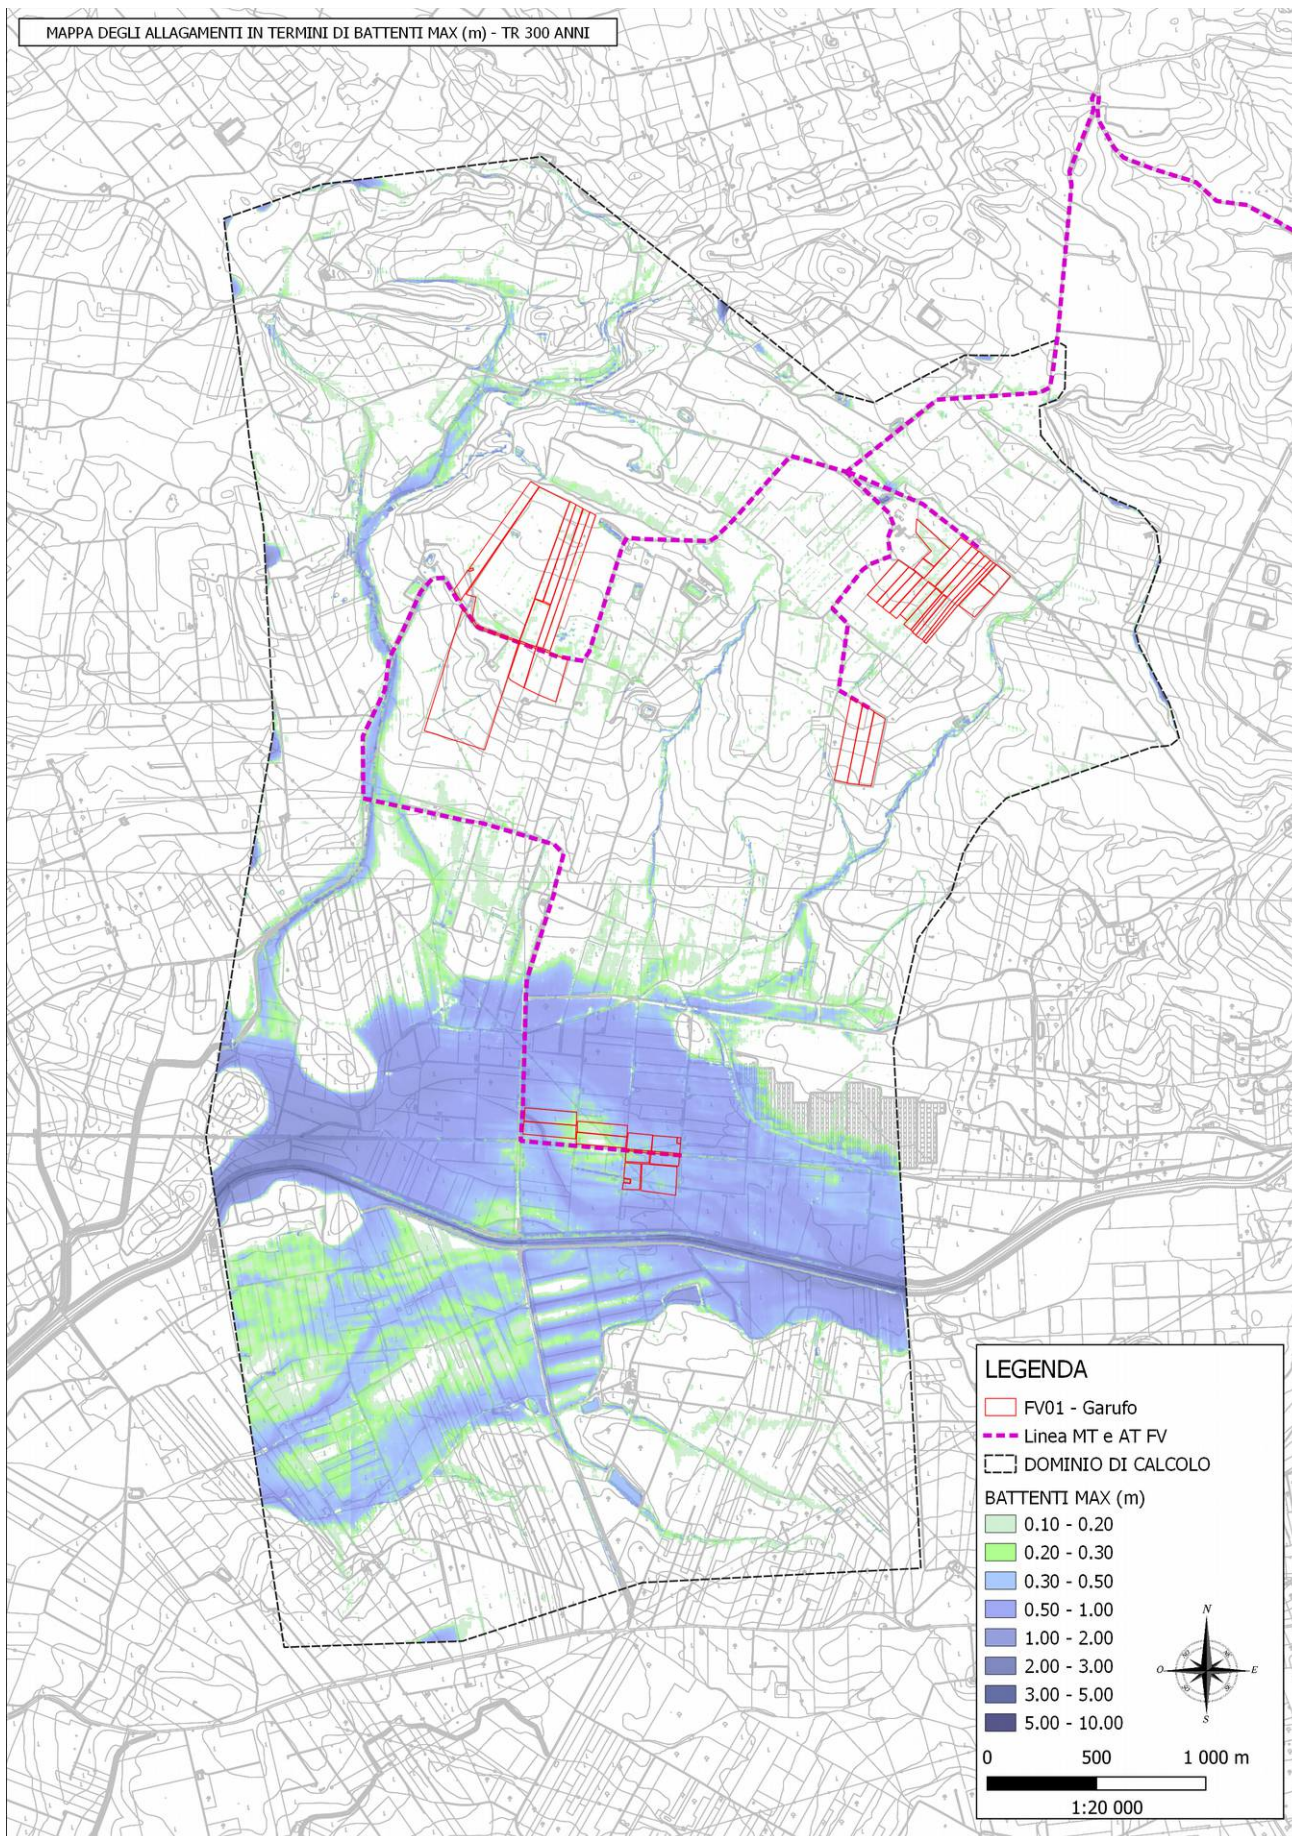 MAPPA DEGLI ALLAGAMENTI IN TERMINI DI BATTENTI MAX (m) - TR 300 ANNI
LEGENDA
FV01 - Garufo
Linea MT e AT FV
DOMINIO DI CALCOLO
BATTENTI MAX (m)
0.10 - 0.20
0.20 - 0.30
0.30 - 0.50
0.50 - 1.00
1.00 - 2.00
2.00 - 3.00
3.00 - 5.00
5.00 - 10.00
N
O E
S
0 500 1 000 m
1:20 000